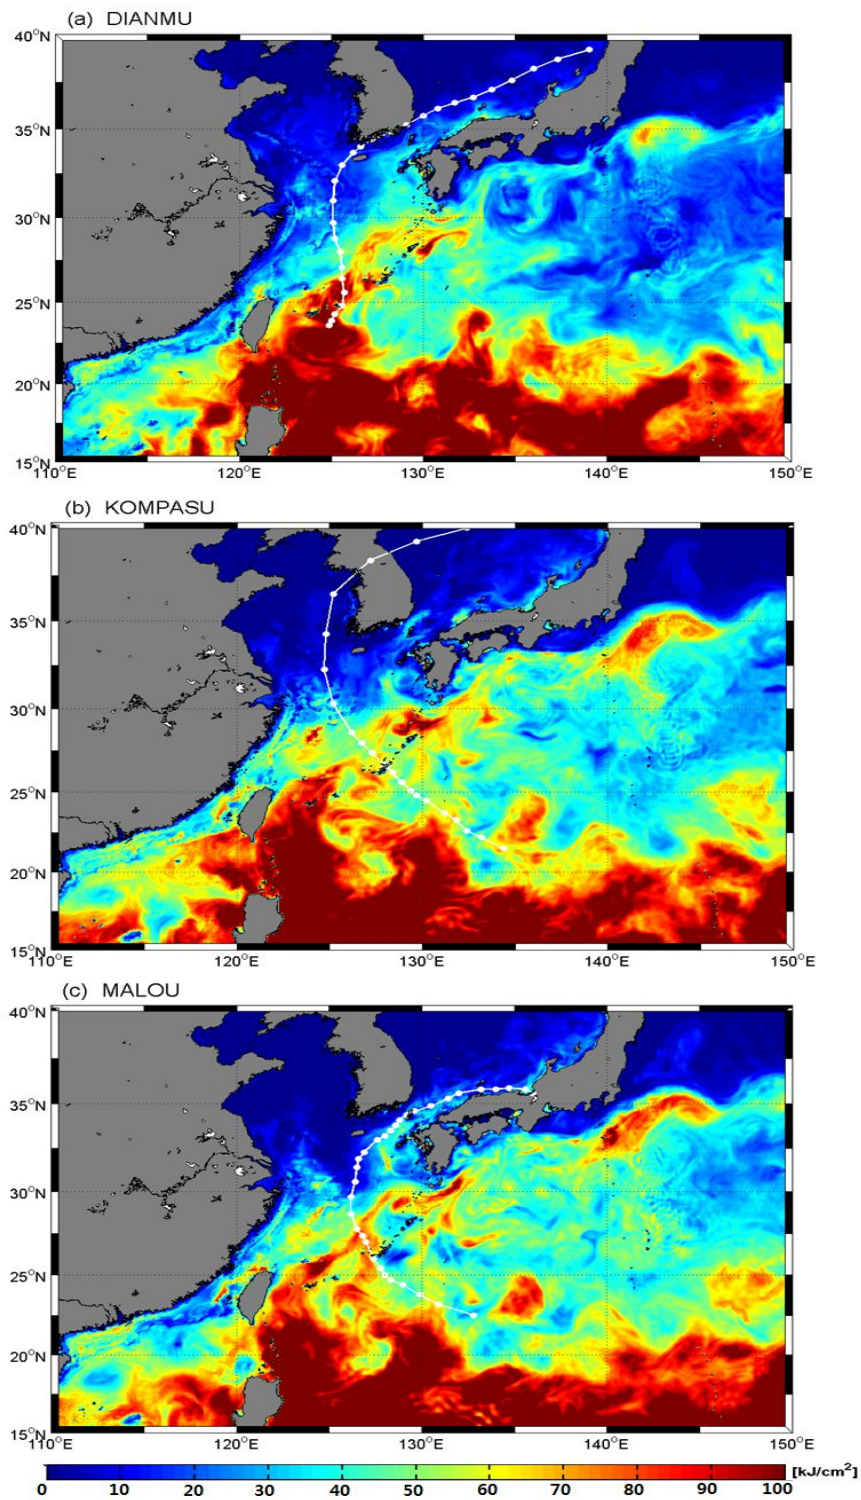 (a) DIANMU
40°N
35°N
30°N
25°N
20°N
15°N
110°E 120°E 130°E 140°E 150°E
(b) KOMPASU
40°N
35°N
30°N
25°N
20°N
15°N
110°E 120°E 130°E 140°E 150°E
(c) MALOU
40°N
35°N
30°N
25°N
20°N
15°N
110°E 120°E 130°E 140°E 150°E
0 10 20 30 40 50 60 70 80 90 100 [kJ/cm²]